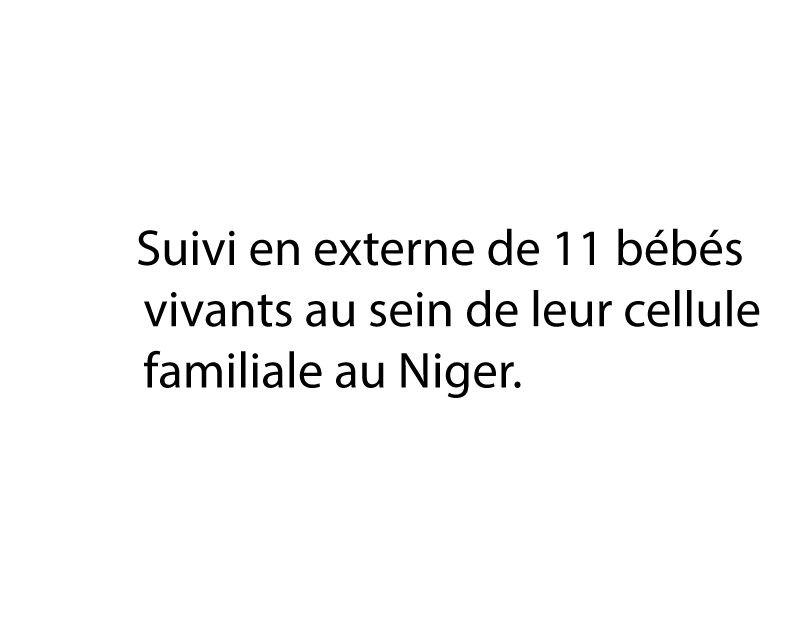 Suivi en externe de 11 bébés
vivants au sein de leur cellule
familiale au Niger.